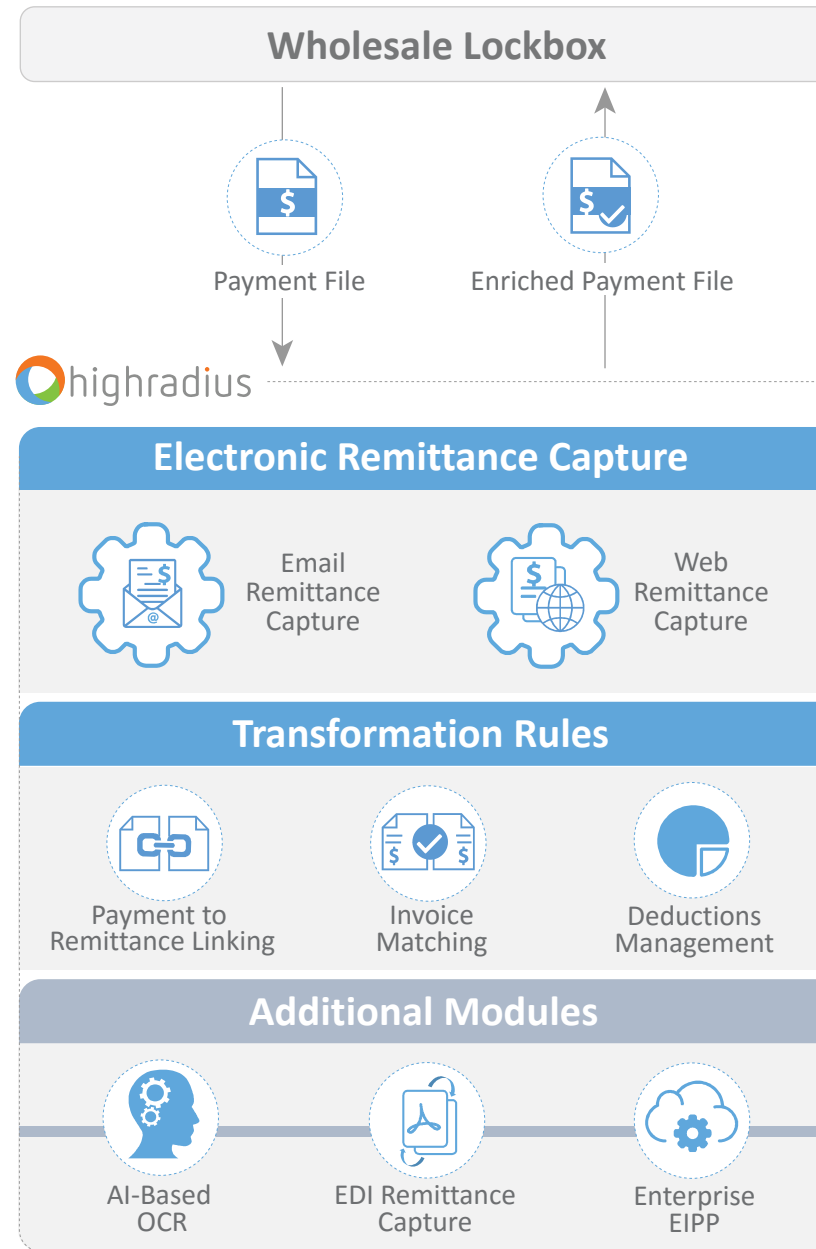 Wholesale Lockbox
$
$
Payment File
Enriched Payment File
highradius
Electronic Remittance Capture
$
@
Email
Remittance
Capture
$
Web
Remittance
Capture
Transformation Rules
$
$
Payment to
Remittance Linking
Invoice
Matching
Deductions
Management
Additional Modules
AI-Based
OCR
EDI Remittance
Capture
Enterprise
EIPP